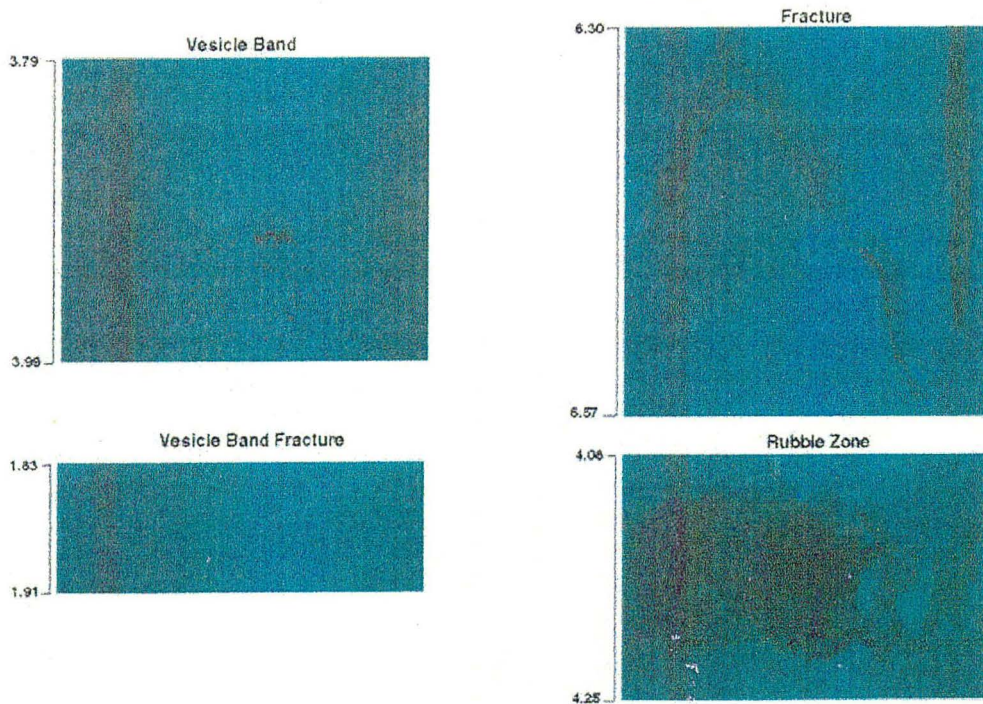 Vesicle Band
3.79
3.99
Fracture
6.30
6.57
Vesicle Band Fracture
1.83
1.91
Rubble Zone
4.06
4.25